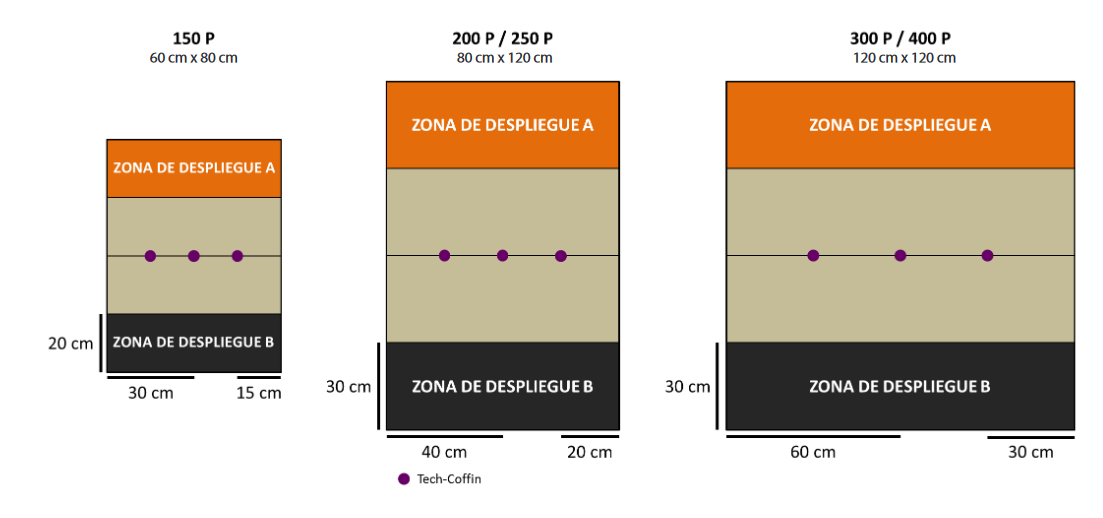 150 P
60 cm x 80 cm
ZONA DE DESPLIEGUE A
ZONA DE DESPLIEGUE B
20 cm
30 cm
15 cm
200 P / 250 P
80 cm x 120 cm
ZONA DE DESPLIEGUE A
ZONA DE DESPLIEGUE B
30 cm
40 cm
20 cm
Tech-Coffin
300 P / 400 P
120 cm x 120 cm
ZONA DE DESPLIEGUE A
ZONA DE DESPLIEGUE B
30 cm
60 cm
30 cm